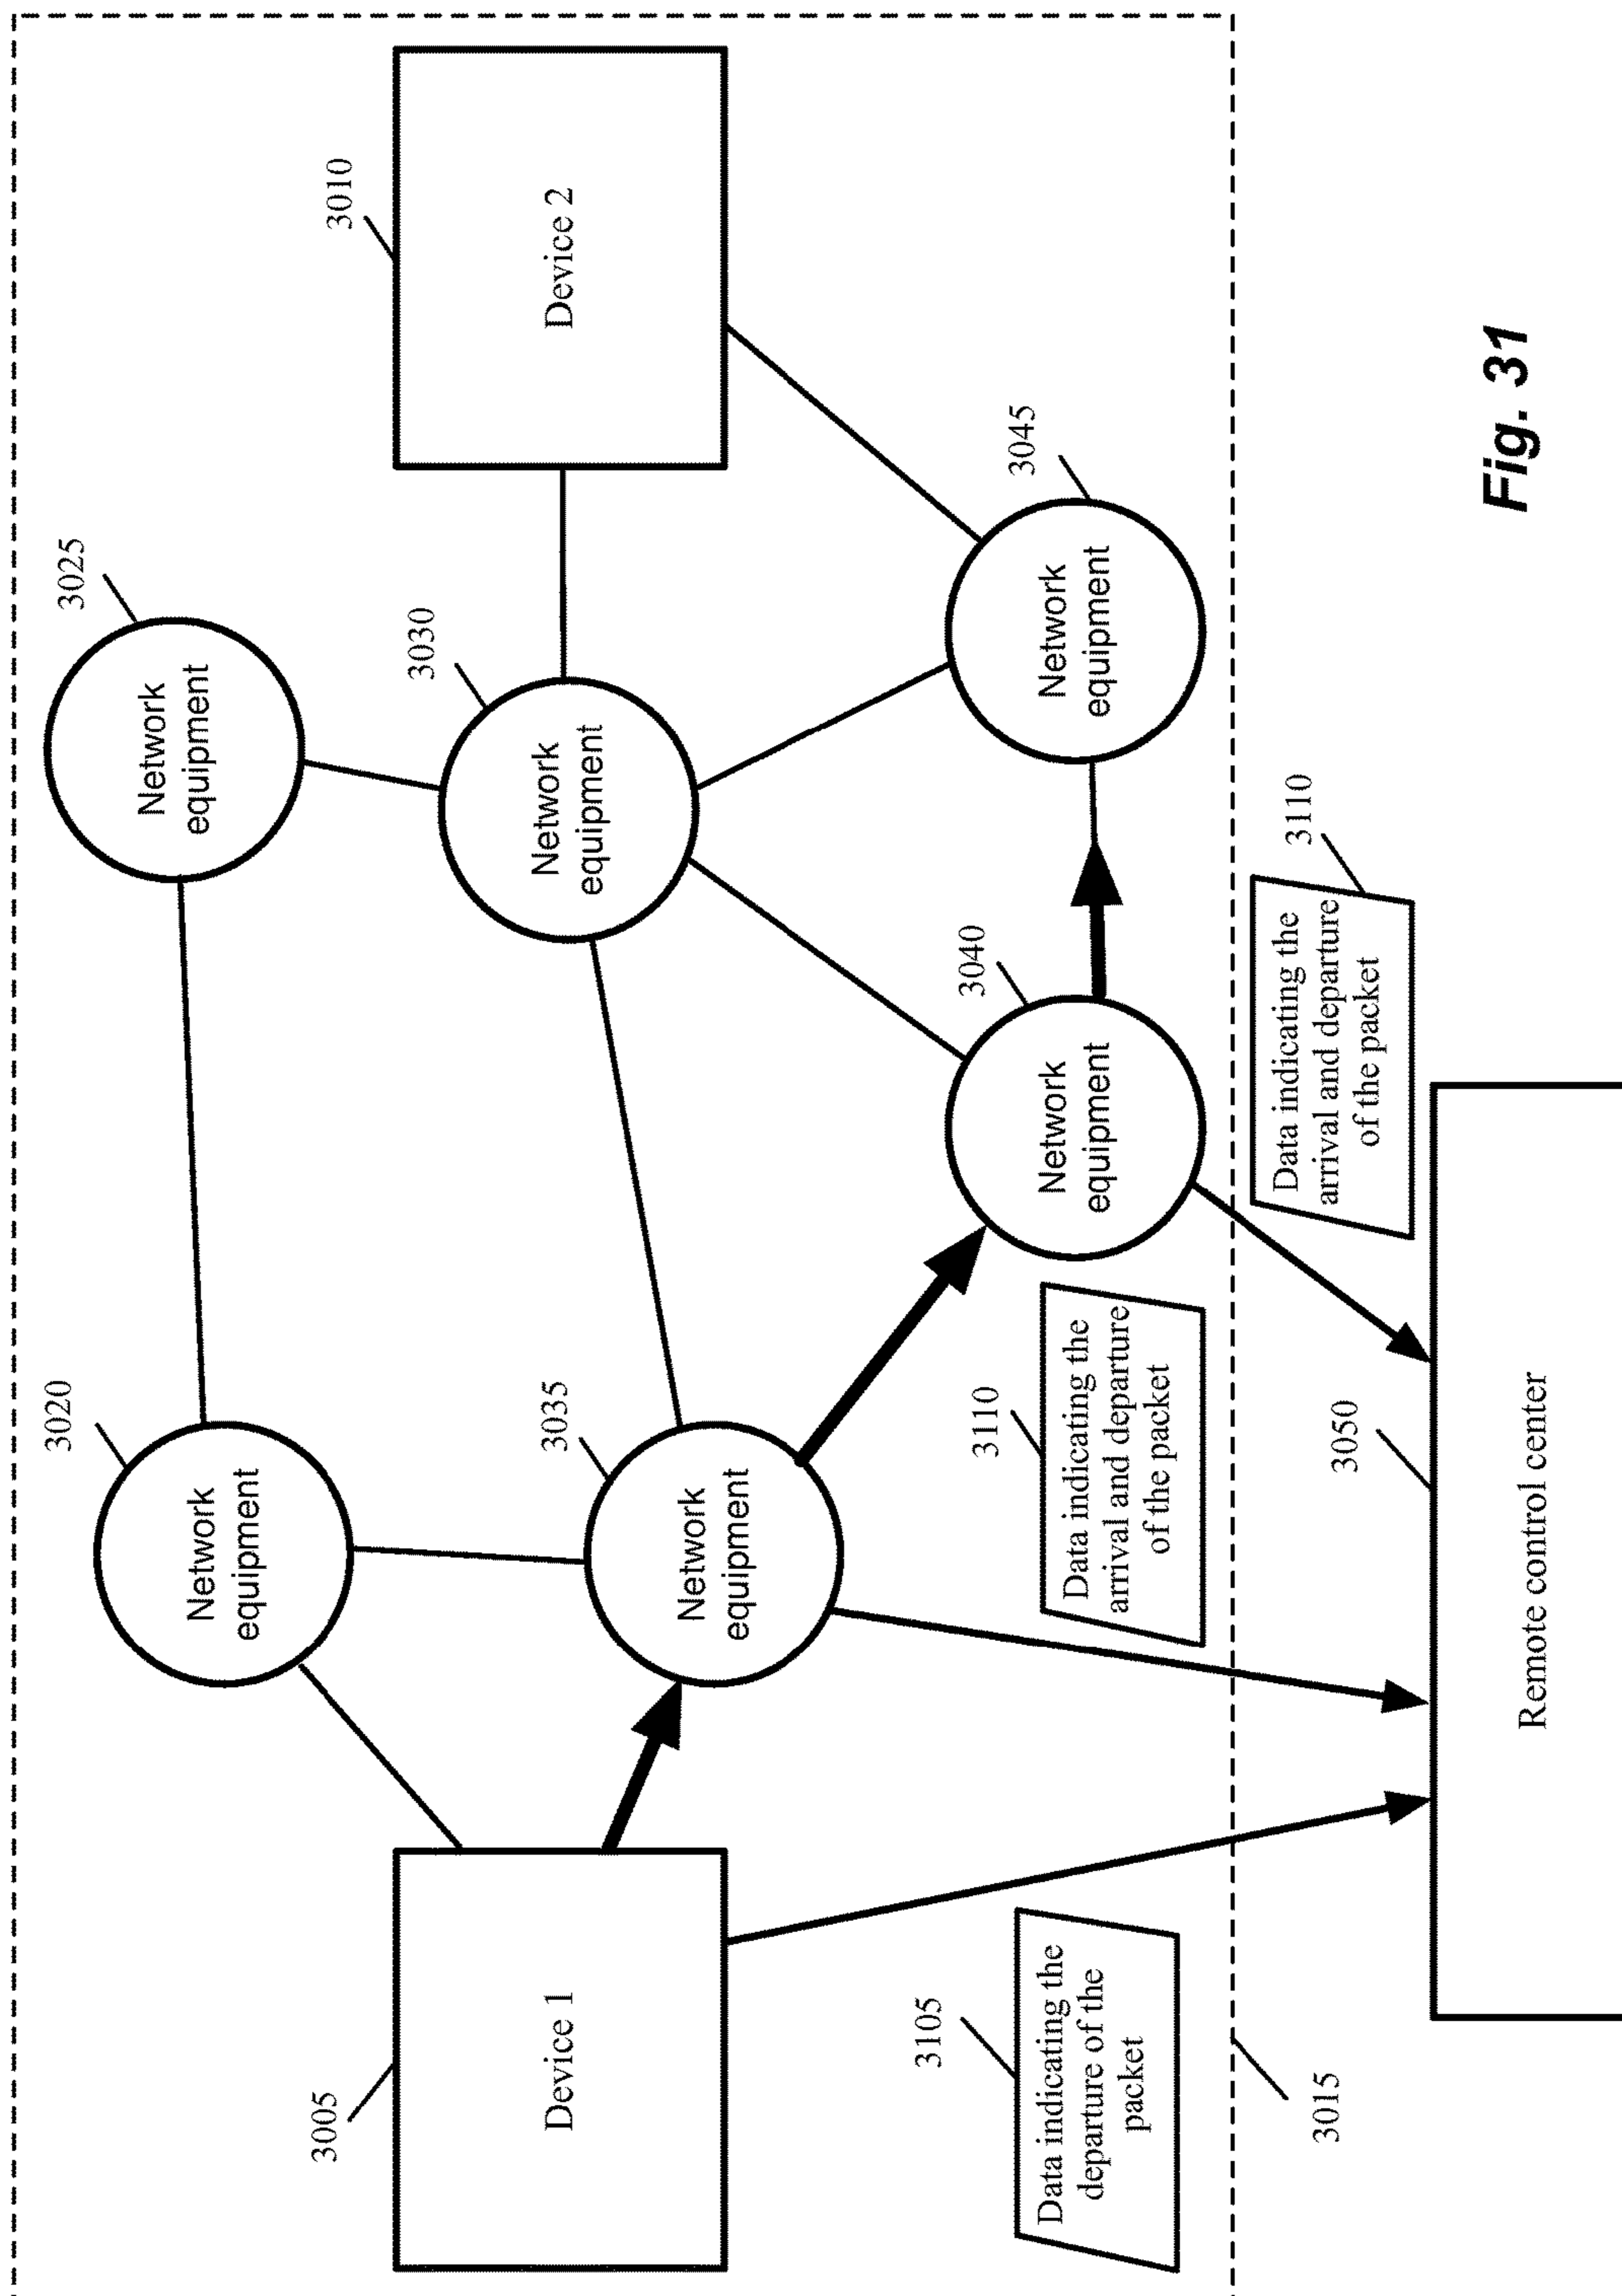 3020
Network
equipment
3025
Network
equipment
3005
Device 1
3035
Network
equipment
3030
Network
equipment
3010
Device 2
3105
Data indicating the
departure of the
packet
3110
Data indicating the
arrival and departure
of the packet
3040
Network
equipment
3045
Network
equipment
3015
3110
Data indicating the
arrival and departure
of the packet
3050
Remote control center
Fig. 31